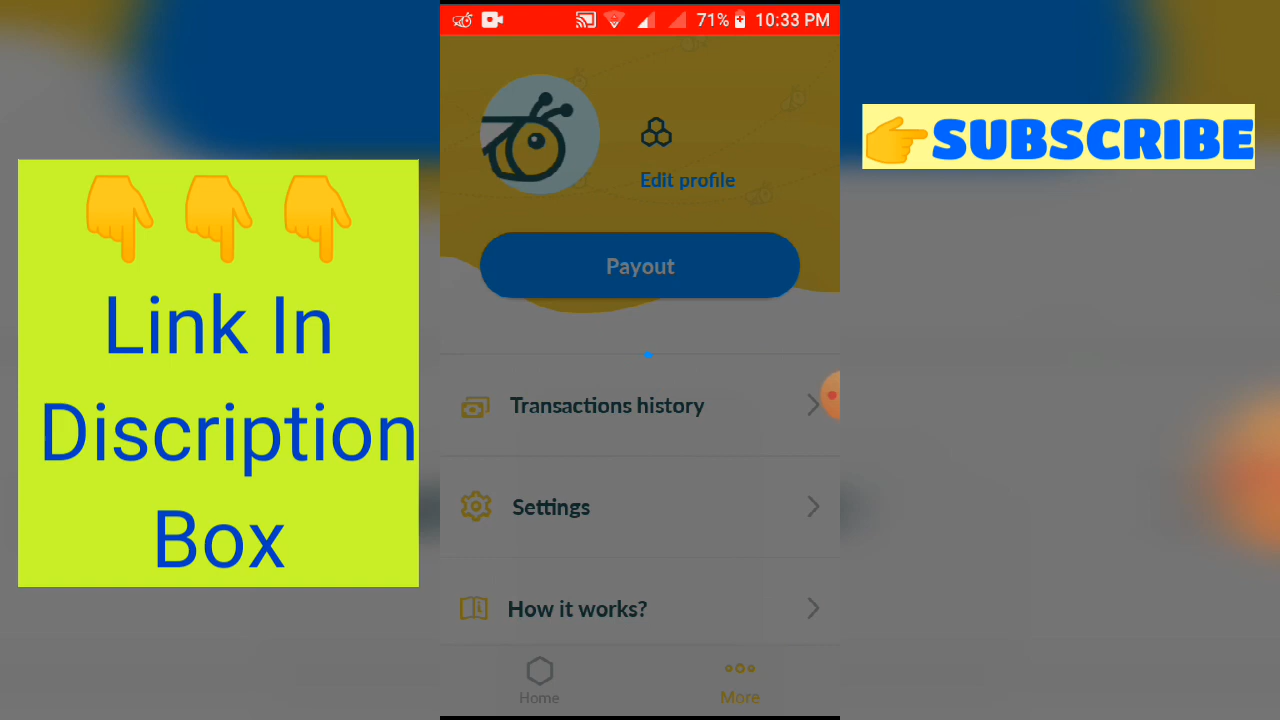 71% 10:33 PM
👉SUBSCRIBE
👇👇👇
Link In
Discription
Box
Edit profile
Payout
Transactions history
Settings
How it works?
Home
More